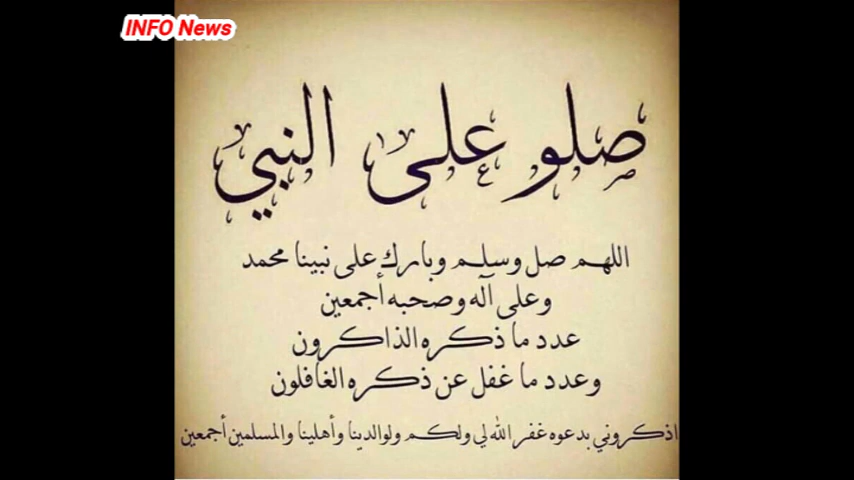 INFO News
صلو على النبي
اللهم صل وسلم وبارك على نبينا محمد
وعلى آله وصحبه أجمعين
عدد ما ذكره الذاكرون
وعدد ما غفل عن ذكره الغافلون
اذكروني بدعوه غفر الله لي ولكم ولوالدينا وأهلينا والمسلمين أجمعين